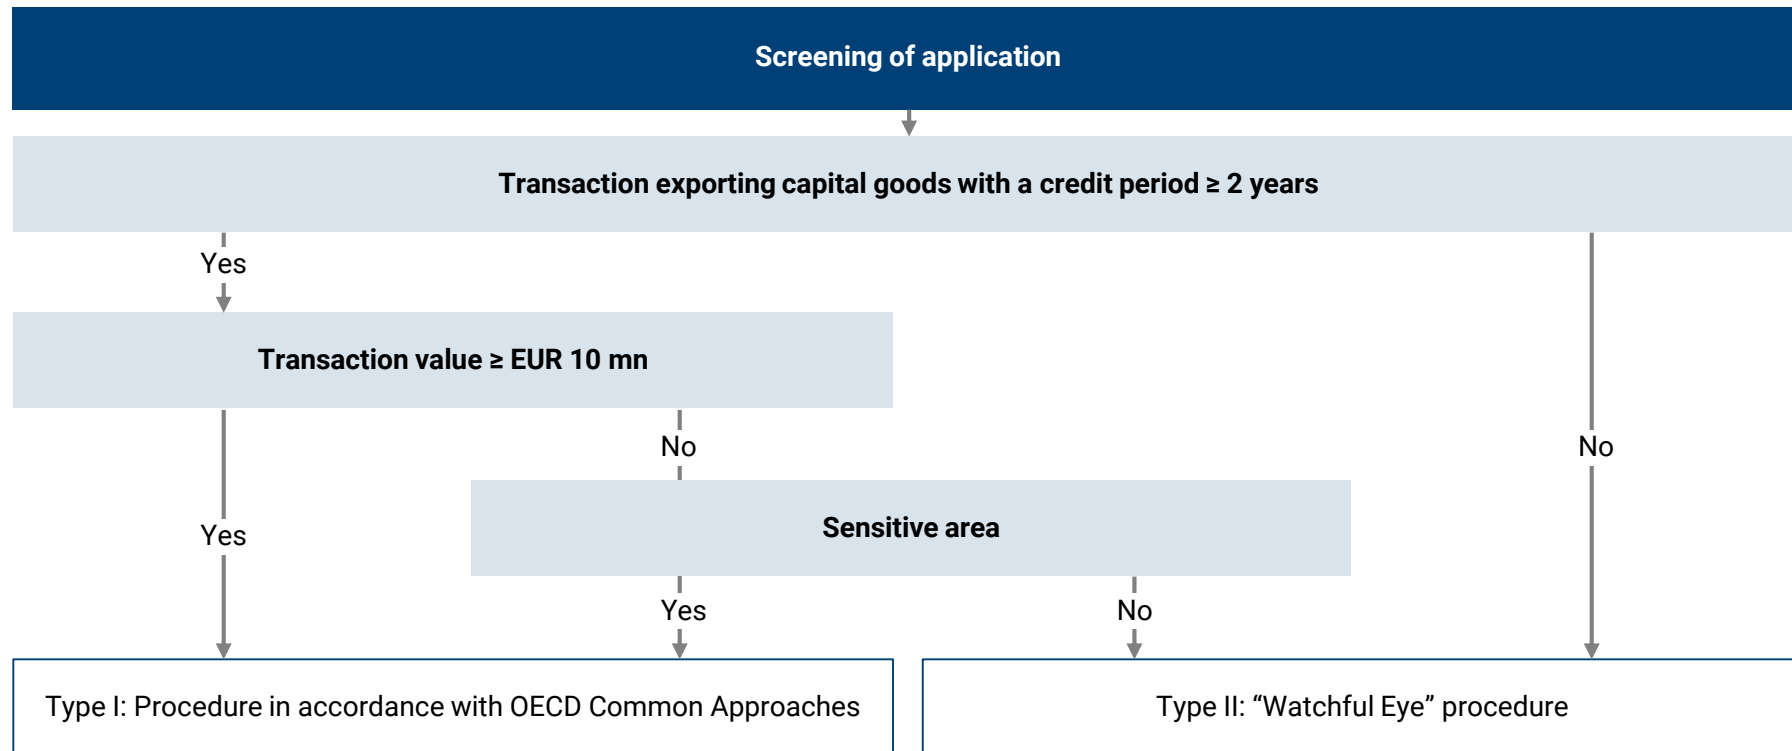 Screening of application
Transaction exporting capital goods with a credit period ≥ 2 years
Yes
Transaction value ≥ EUR 10 mn
No
No
Sensitive area
Yes
Yes
No
Type I: Procedure in accordance with OECD Common Approaches
Type II: “Watchful Eye” procedure